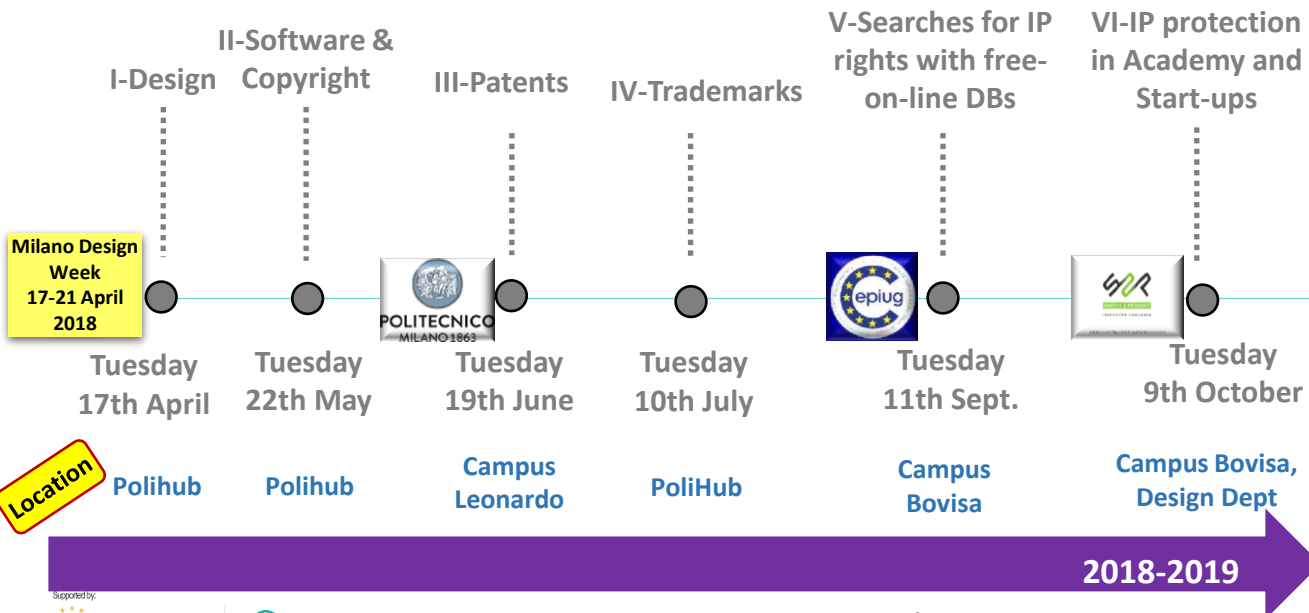 I-Design
II-Software &
Copyright
III-Patents
IV-Trademarks
V-Searches for IP
rights with free-
on-line DBs
VI-IP protection
in Academy and
Start-ups
Milano Design
Week
17-21 April
2018
POLITECNICO
MILANO 1863
epiug
Tuesday
17th April
Tuesday
22th May
Tuesday
19th June
Tuesday
10th July
Tuesday
11th Sept.
Tuesday
9th October
Location
Polihub
Polihub
Campus
Leonardo
PoliHub
Campus
Bovisa
Campus Bovisa,
Design Dept
2018-2019
Supported by: